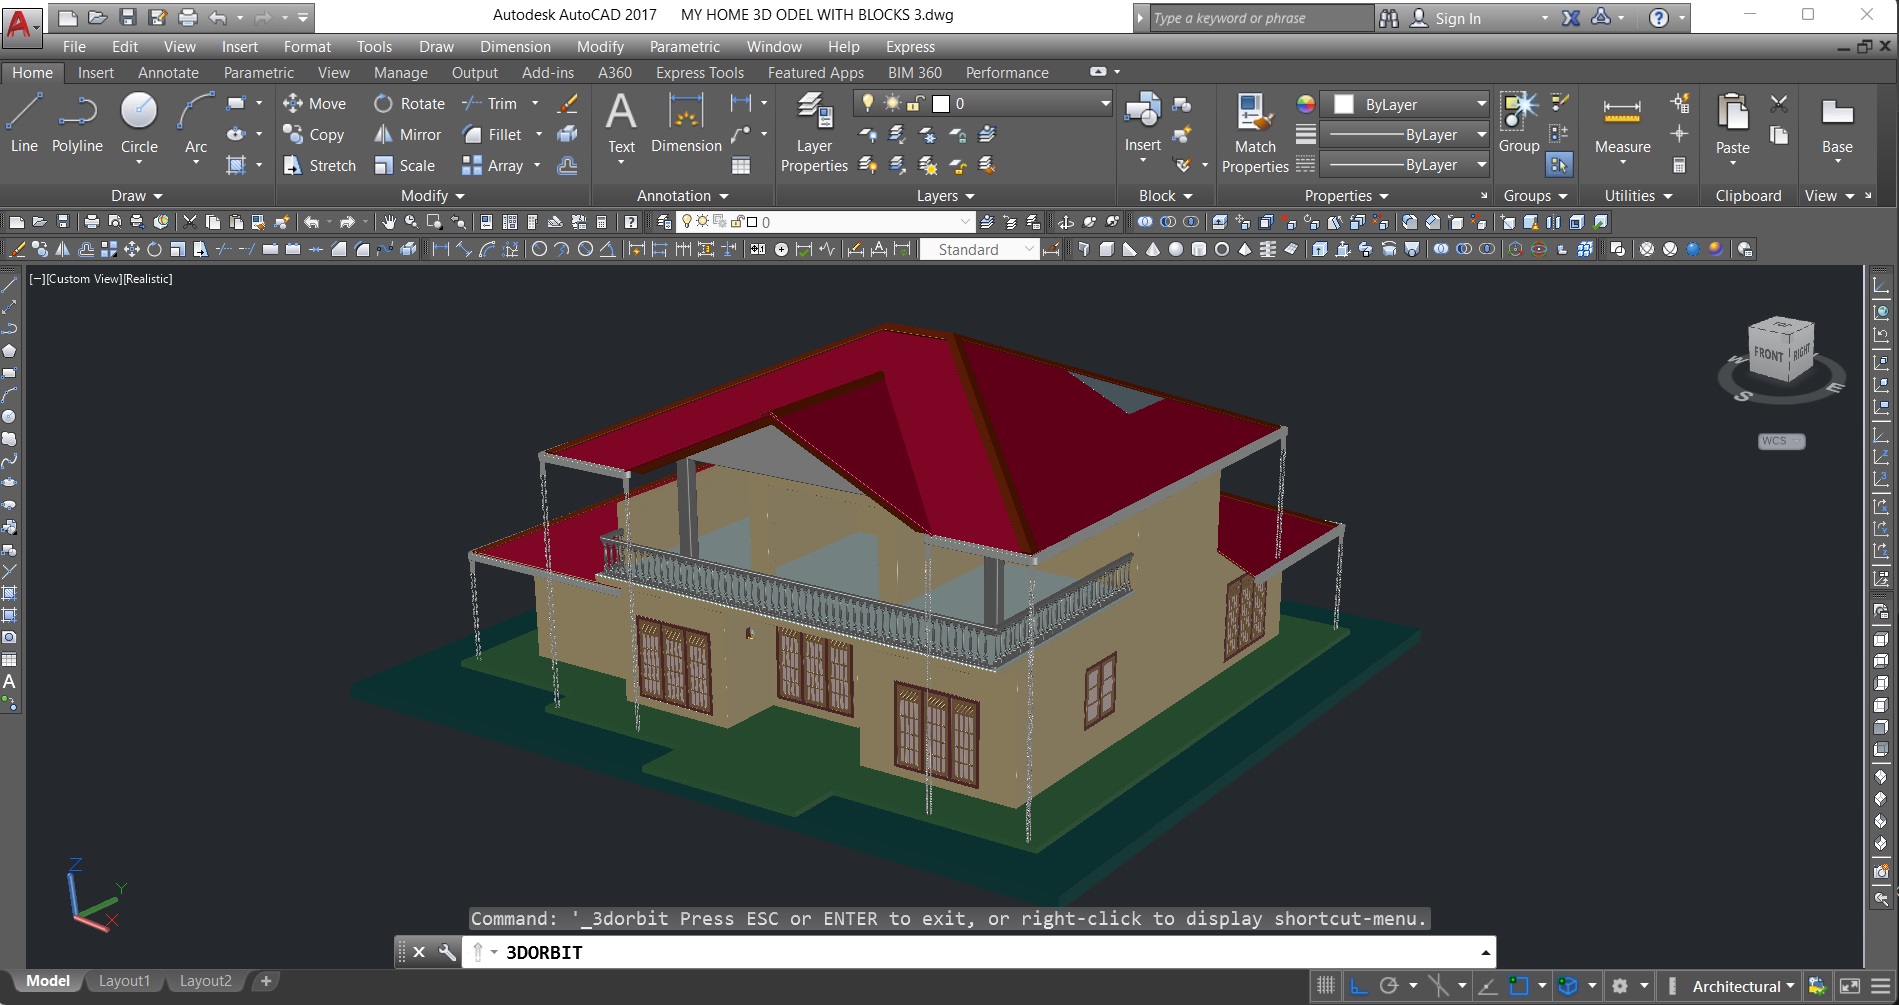 Autodesk AutoCAD 2017 MY HOME 3D ODEL WITH BLOCKS 3.dwg
Type a keyword or phrase
Sign In
File Edit View Insert Format Tools Draw Dimension Modify Parametric Window Help Express
Home Insert Annotate Parametric View Manage Output Add-ins A360 Express Tools Featured Apps BIM 360 Performance
Move Rotate Trim
0
ByLayer
Copy Mirror Fillet
ByLayer
Line Polyline Circle Arc
Text Dimension
Layer Properties
Insert
Match Properties
Group
Measure
Paste
Base
Stretch Scale Array
ByLayer
Draw Modify Annotation Layers Block Properties Groups Utilities Clipboard View
0
Standard
[−][Custom View][Realistic]
TOP
FRONT RIGHT
W S E
WCS
Z
Y
X
Command: '_3dorbit Press ESC or ENTER to exit, or right-click to display shortcut-menu.
3DORBIT
Model Layout1 Layout2 +
Architectural